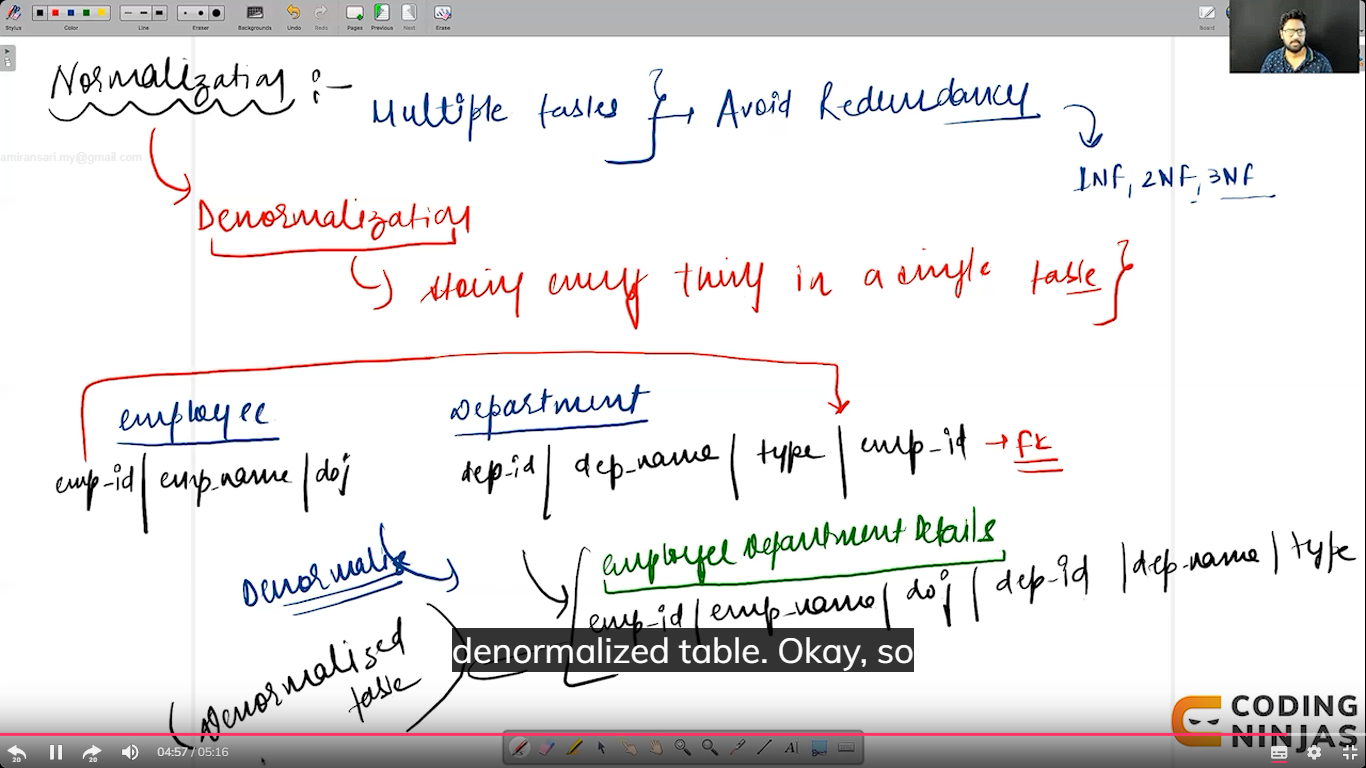 Stylus Color Line Eraser Backgrounds Undo Redo Pages Previous Next Erase Board
Normalization :-
Multiple tables } → Avoid Redundancy
amiransari.my@gmail.com
1NF, 2NF, 3NF
Denormalization
storing every thing in a single table }
employee
Department
emp-id | emp-name | doj
dep-id | dep-name | type | emp-id → FK
Denormalize
Employee Department Details
emp-id | emp-name | doj | dep-id | dep-name | type
denormalized table. Okay, so
Denormalised
table
CODING
NINJAS
20 20 04:57 / 05:16